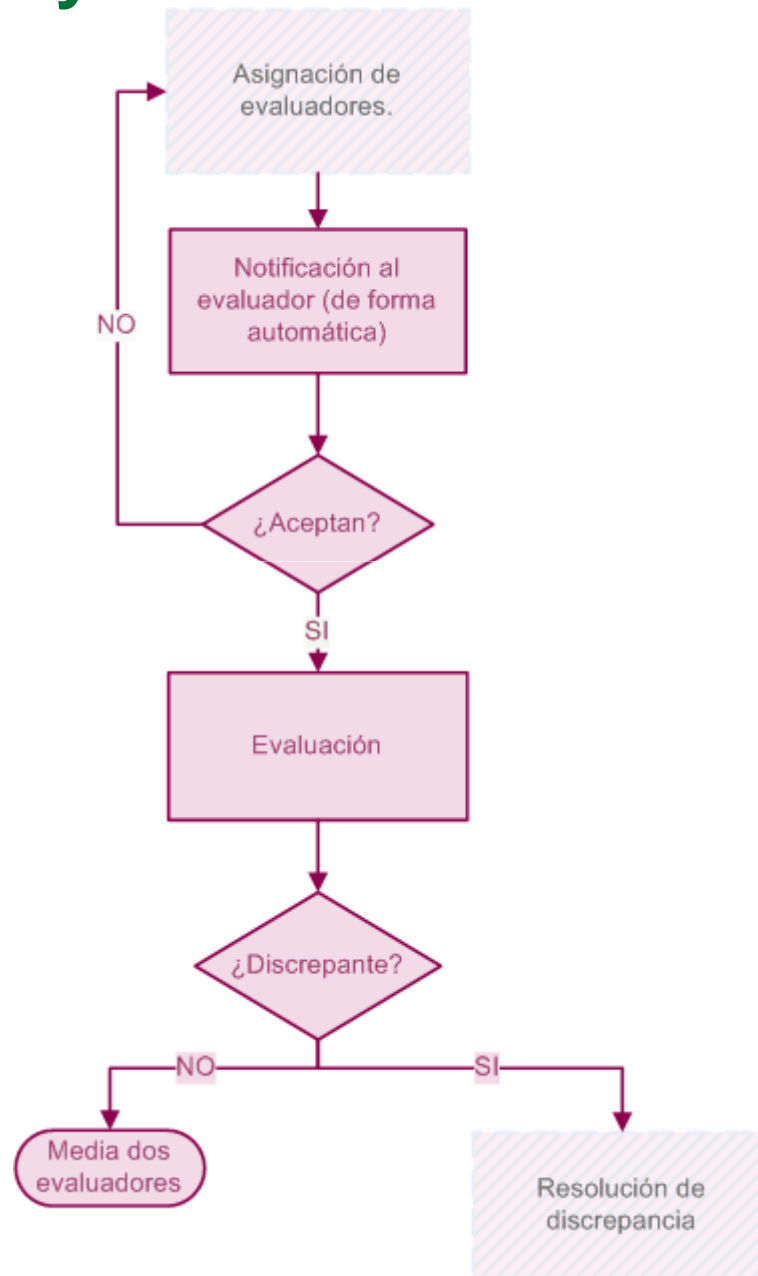 Asignación de
evaluadores.
Notificación al
evaluador (de forma
automática)
NO
¿Aceptan?
SI
Evaluación
¿Discrepante?
NO
SI
Media dos
evaluadores
Resolución de
discrepancia